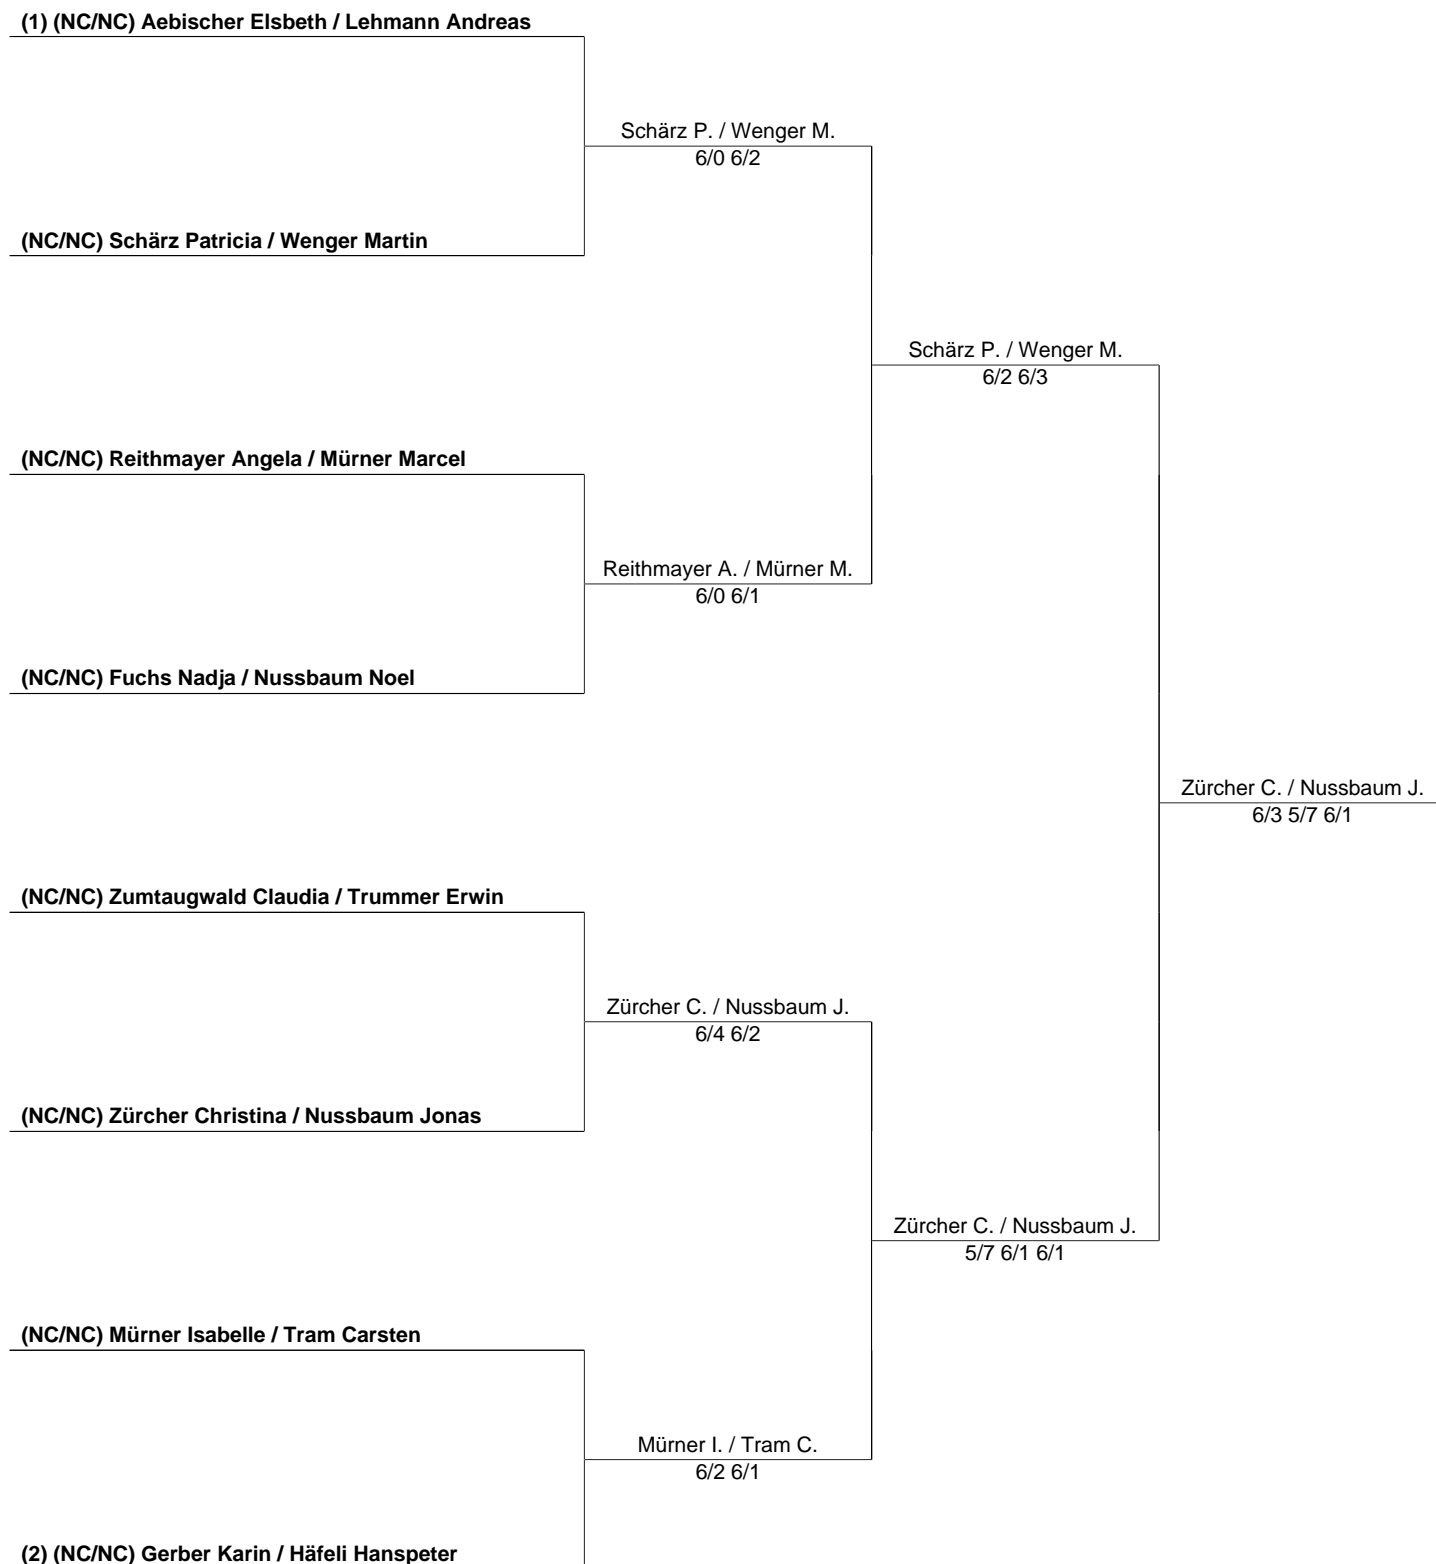 (1) (NC/NC) Aebischer Elsbeth / Lehmann Andreas
Schärz P. / Wenger M.
6/0 6/2
(NC/NC) Schärz Patricia / Wenger Martin
Schärz P. / Wenger M.
6/2 6/3
(NC/NC) Reithmayer Angela / Mürner Marcel
Reithmayer A. / Mürner M.
6/0 6/1
(NC/NC) Fuchs Nadja / Nussbaum Noel
Zürcher C. / Nussbaum J.
6/3 5/7 6/1
(NC/NC) Zumtaugwald Claudia / Trummer Erwin
Zürcher C. / Nussbaum J.
6/4 6/2
(NC/NC) Zürcher Christina / Nussbaum Jonas
Zürcher C. / Nussbaum J.
5/7 6/1 6/1
(NC/NC) Mürner Isabelle / Tram Carsten
Mürner I. / Tram C.
6/2 6/1
(2) (NC/NC) Gerber Karin / Häfeli Hanspeter